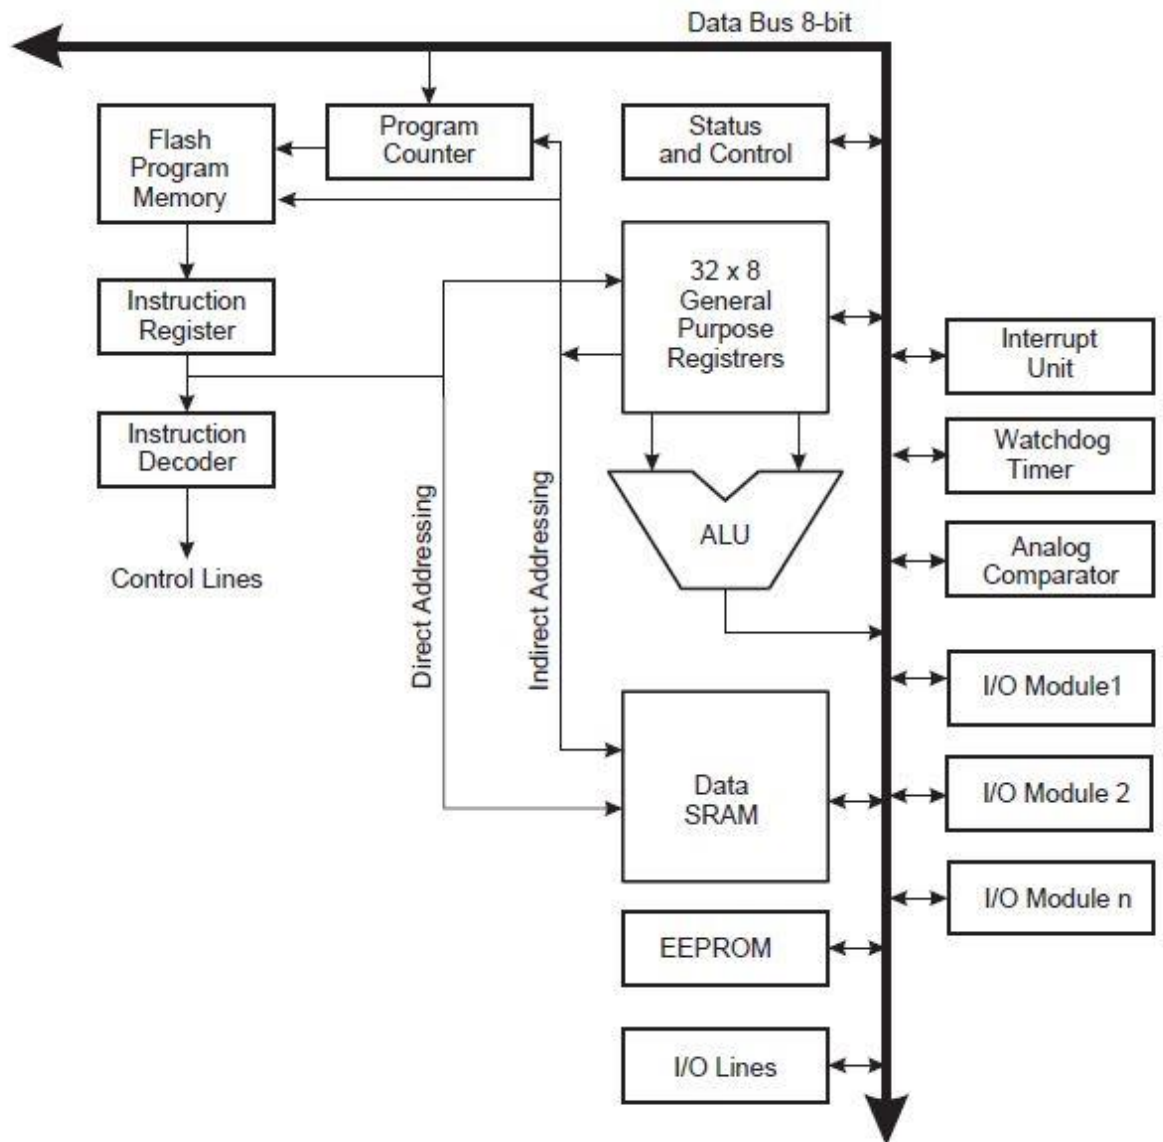 Data Bus 8-bit
Flash
Program
Memory
Program
Counter
Status
and Control
32 x 8
General
Purpose
Registrers
Instruction
Register
Interrupt
Unit
Instruction
Decoder
Watchdog
Timer
Control Lines
Direct Addressing
Indirect Addressing
ALU
Analog
Comparator
I/O Module1
Data
SRAM
I/O Module 2
I/O Module n
EEPROM
I/O Lines